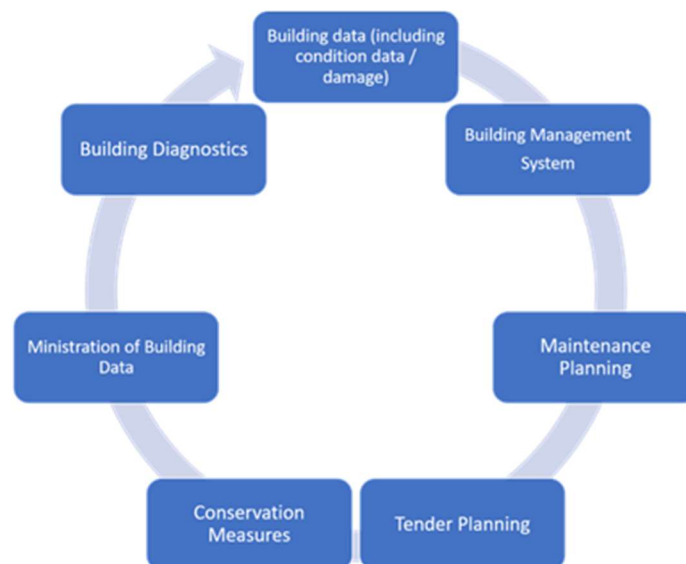 Building data (including
condition data /
damage)
Building Management
System
Maintenance
Planning
Tender Planning
Conservation
Measures
Ministration of Building
Data
Building Diagnostics